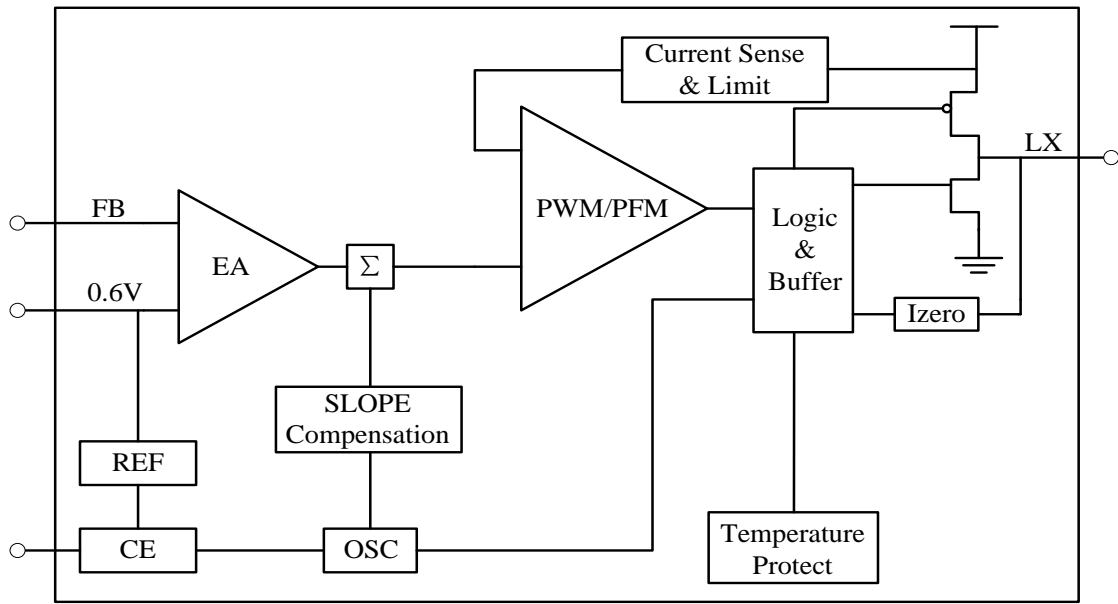 Current Sense
& Limit
LX
FB
PWM/PFM
EA
Σ
Logic
&
Buffer
0.6V
Izero
SLOPE
Compensation
REF
CE
OSC
Temperature
Protect